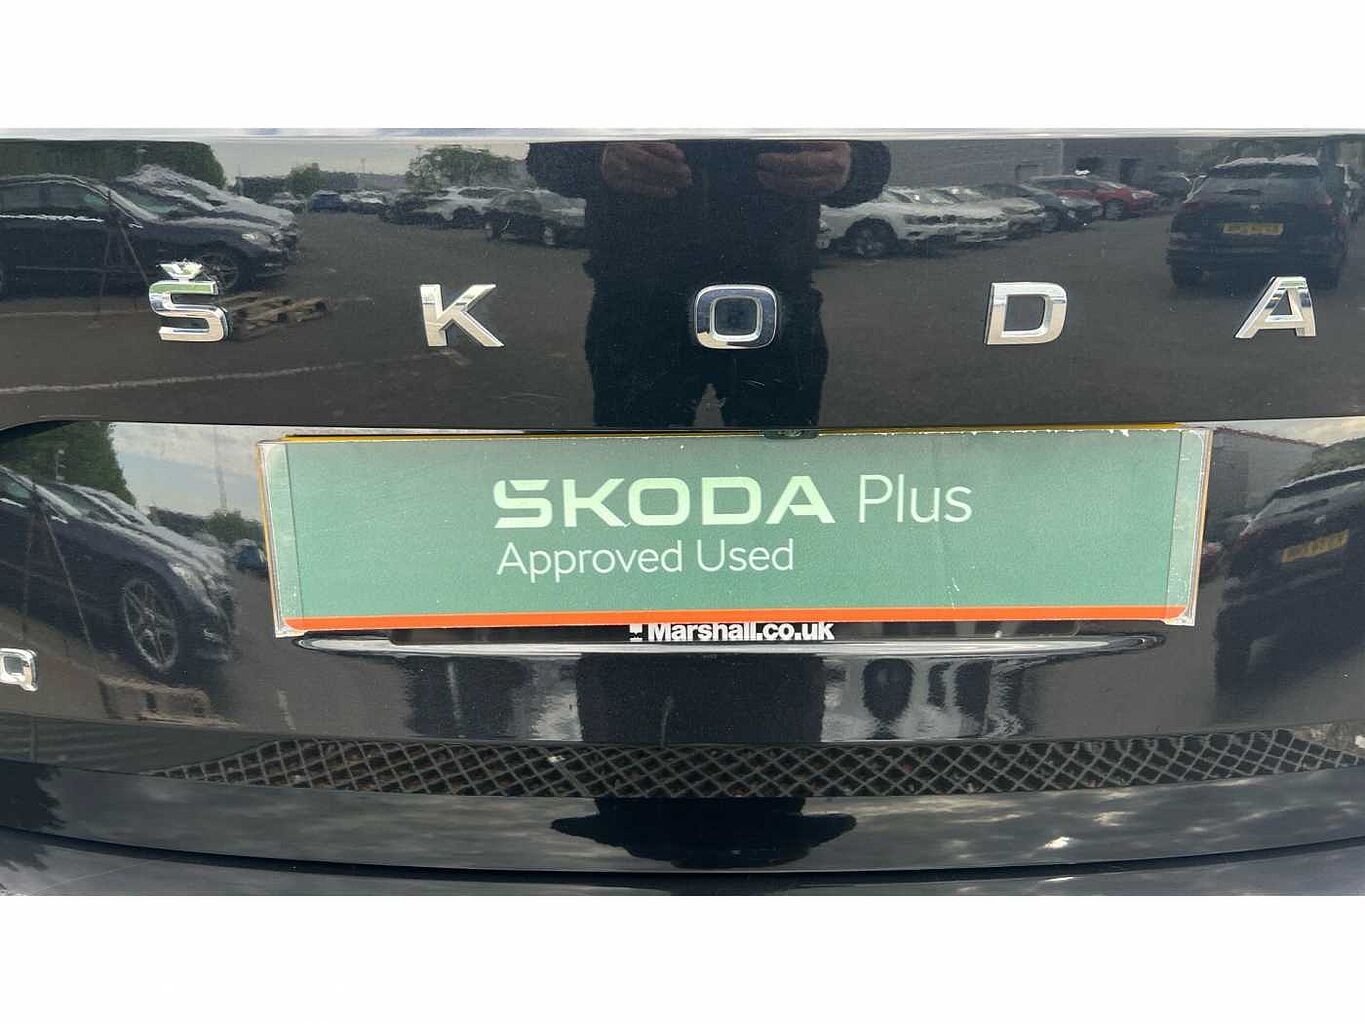 ŠKODA
ŠKODA Plus
Approved Used
Marshall.co.uk
Q